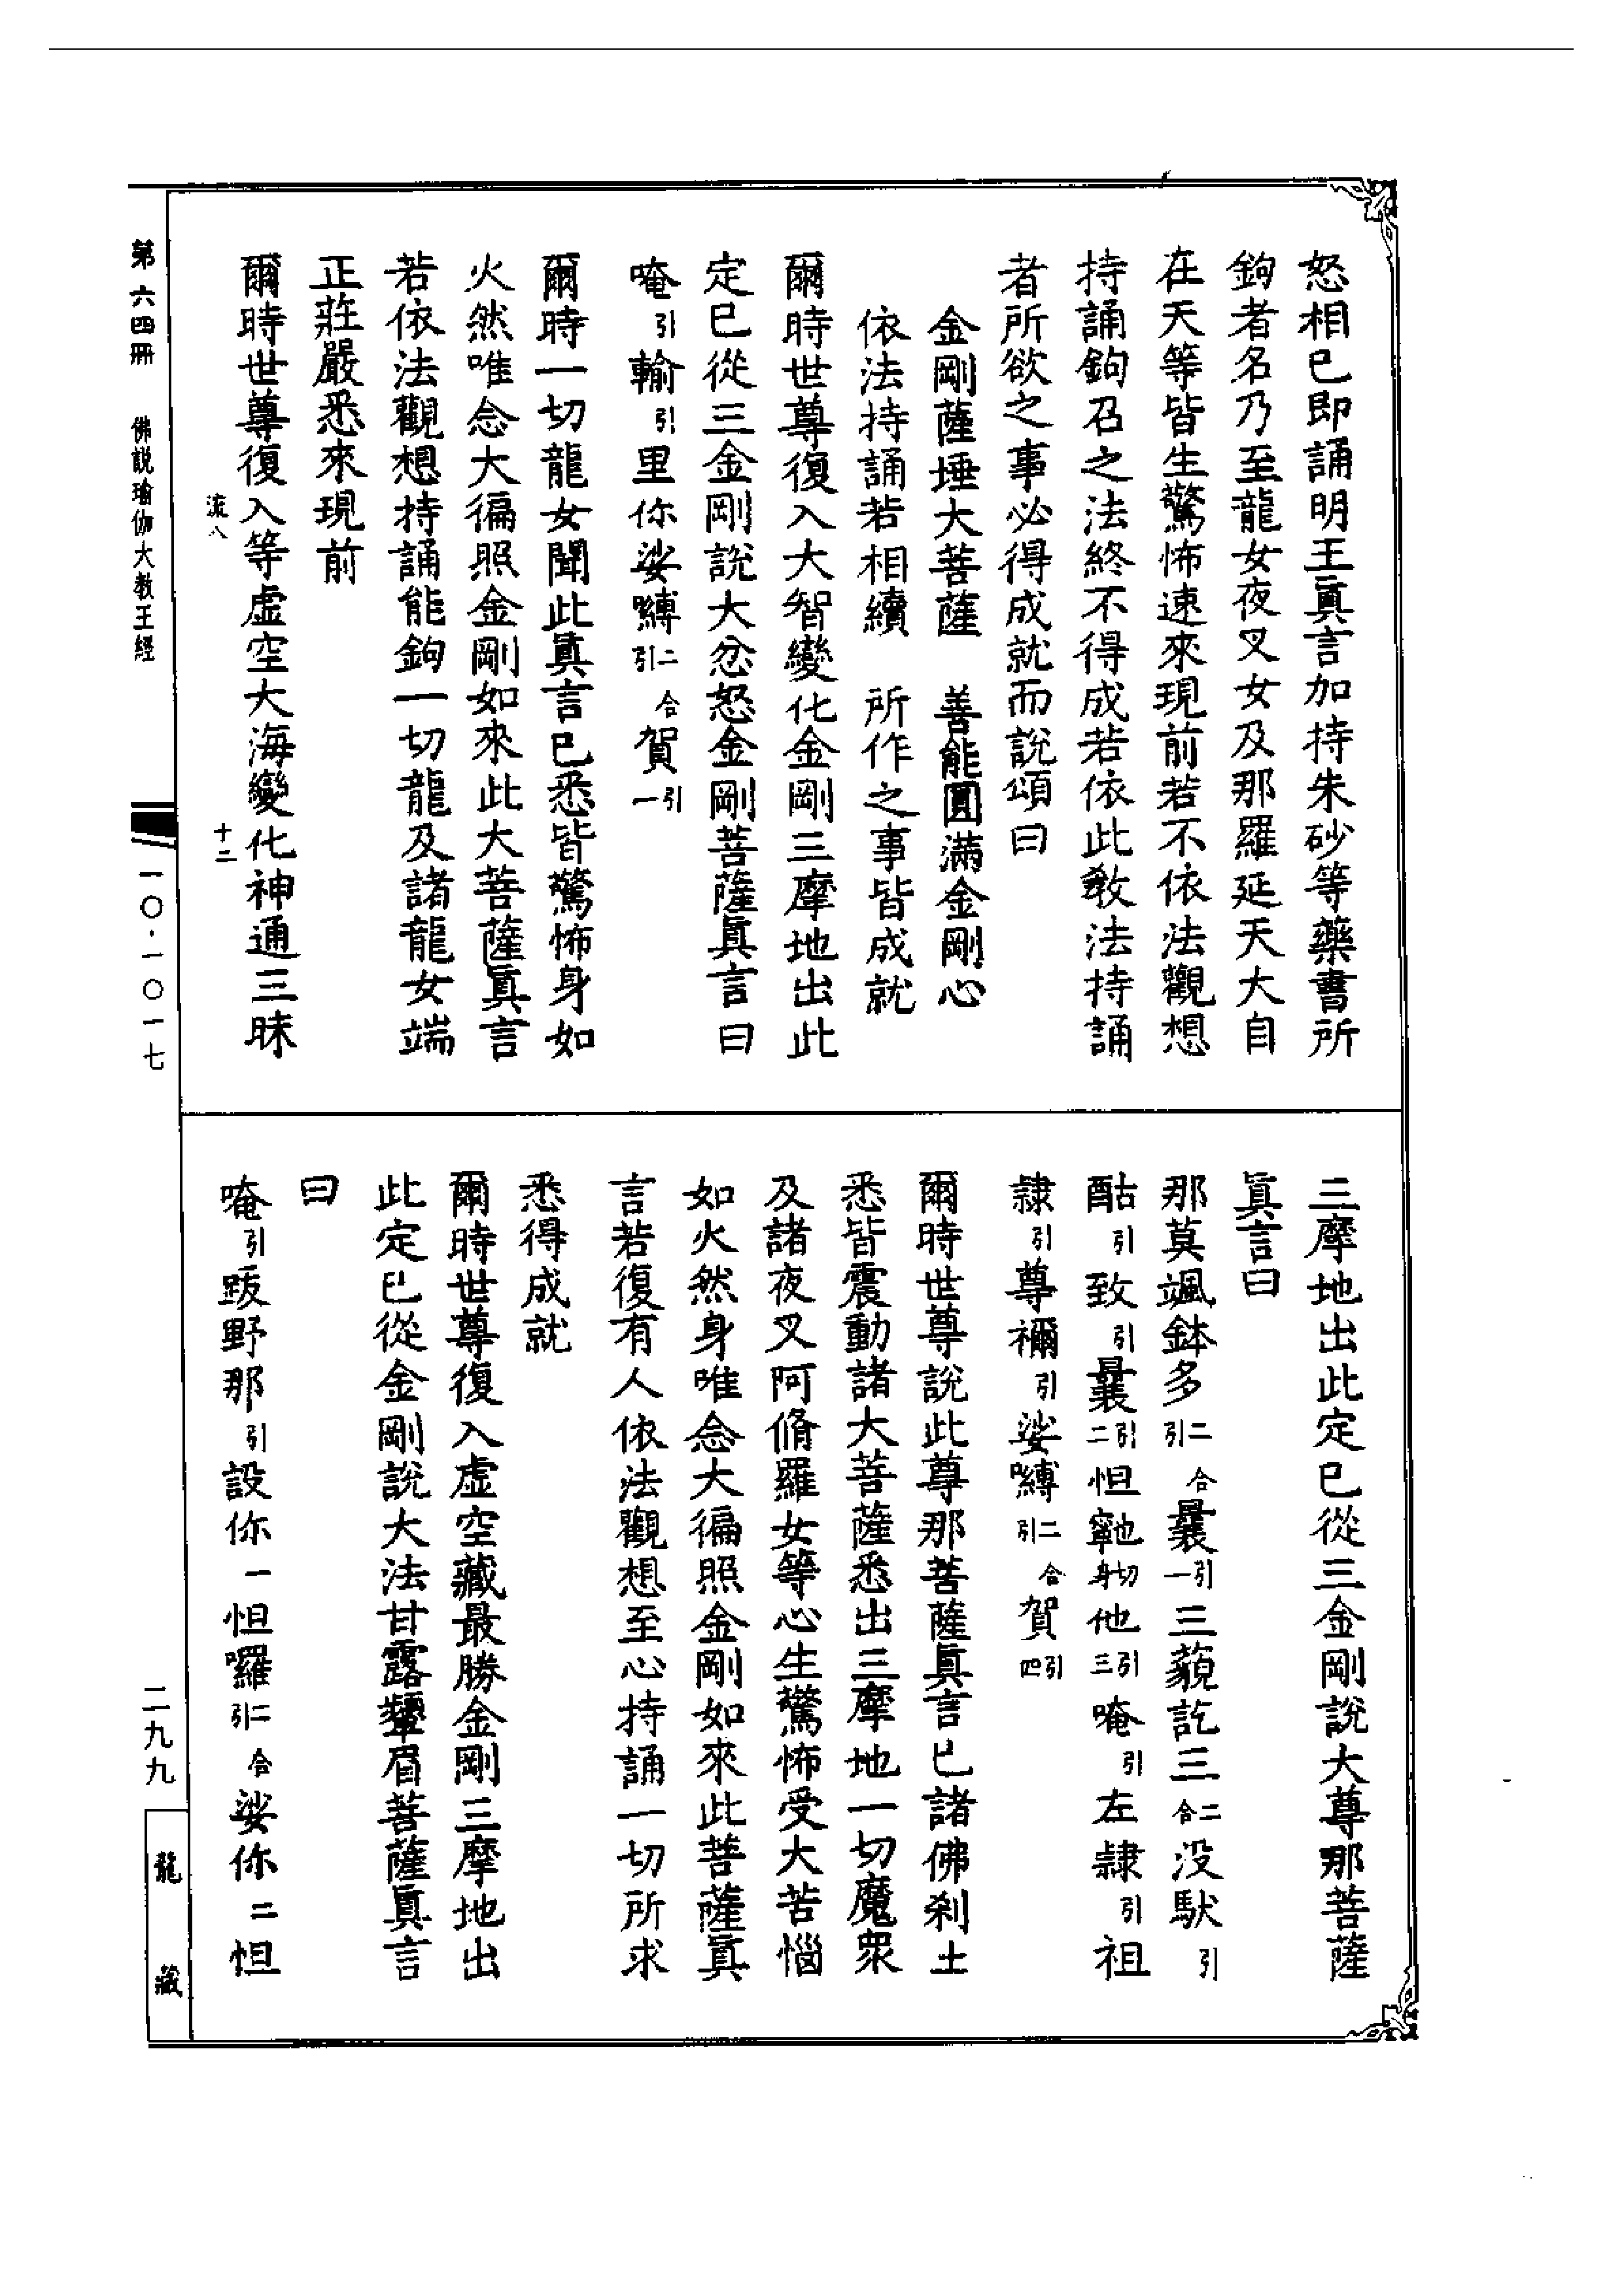 怒相已即誦明王眞言加持朱砂等藥書所
鉤者名乃至龍女夜叉女及那羅延天大自
在天等皆生驚怖速來現前若不依法觀想
持誦鉤召之法終不得成若依此教法持誦
者所欲之事必得成就而說頌曰
金剛薩埵大菩薩　善能圓滿金剛心
依法持誦若相續　所作之事皆成就
爾時世尊復入大智變化金剛三摩地出此
定已從三金剛說大忿怒金剛菩薩眞言曰
唵引輸引里你娑嚩二合引賀引一
爾時一切龍女聞此眞言已悉皆驚怖身如
火然唯念大徧照金剛如來此大菩薩眞言
若依法觀想持誦能鉤一切龍及諸龍女端
正莊嚴悉來現前
爾時世尊復入等虛空大海變化神通三昧
流八　十二
三摩地出此定已從三金剛說大尊那菩薩
眞言曰
那莫颯鉢多二合引曩引一三藐訖三二合没馱引
酤引致引曩引二怛寧也切身他引三唵引左隷引祖
隷引尊禰引娑嚩二合引賀引四
爾時世尊說此尊那菩薩眞言已諸佛刹土
悉皆震動諸大菩薩悉出三摩地一切魔衆
及諸夜叉阿脩羅女等心生驚怖受大苦惱
如火然身唯念大徧照金剛如來此菩薩眞
言若復有人依法觀想至心持誦一切所求
悉得成就
爾時世尊復入虛空藏最勝金剛三摩地出
此定已從金剛說大法甘露顰眉菩薩眞言
曰
唵引跋野那引設你一怛囉二合引娑你二怛
第六四冊　佛說瑜伽大教王經
一〇·一〇一七
二九九
龍藏